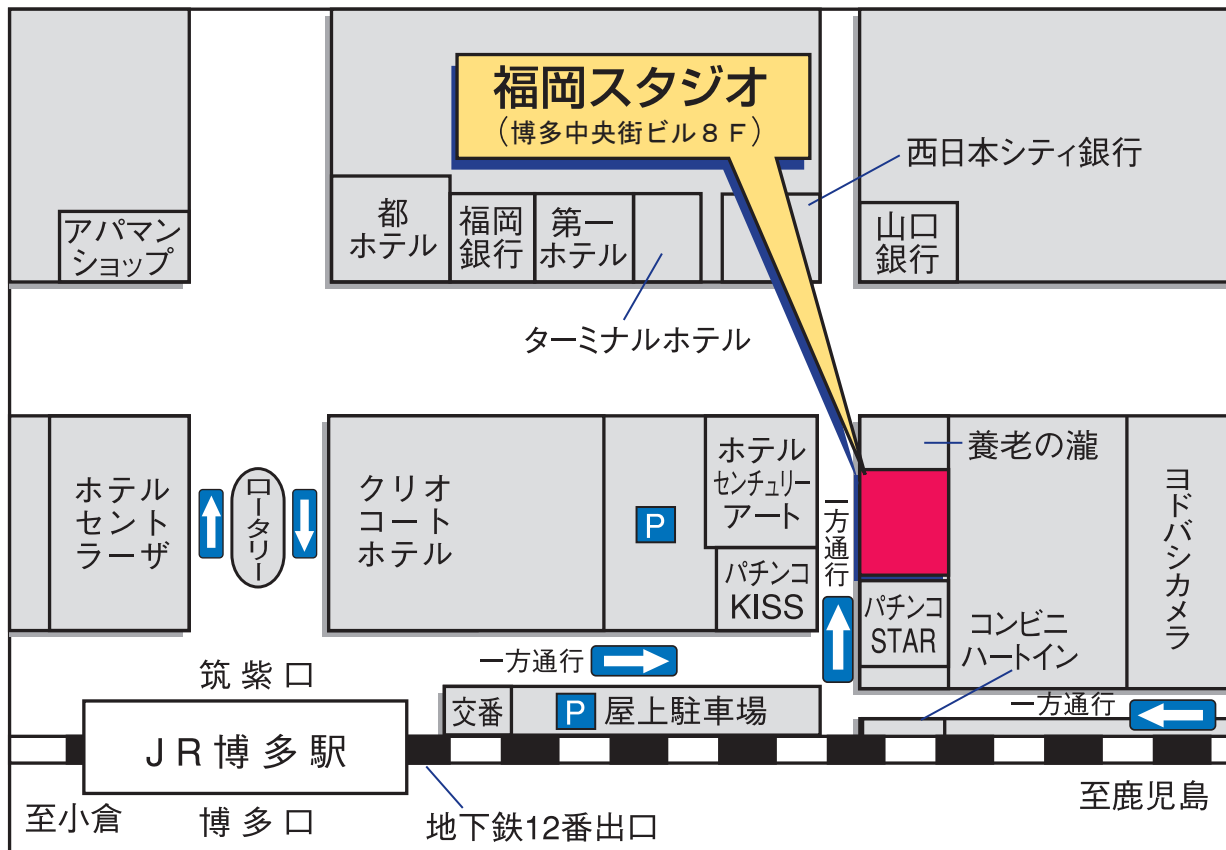 福岡スタジオ
（博多中央街ビル８Ｆ）
西日本シティ銀行
アパマン
ショップ
都
ホテル
福岡
銀行
第一
ホテル
山口
銀行
ターミナルホテル
ホテル
セント
ラーザ
ロータリー
クリオ
コート
ホテル
P
ホテル
センチュリー
アート
パチンコ
KISS
一方通行
養老の瀧
パチンコ
STAR
コンビニ
ハートイン
ヨドバシカメラ
筑紫口
一方通行
交番
P 屋上駐車場
一方通行
ＪＲ博多駅
至小倉
博多口
地下鉄12番出口
至鹿児島